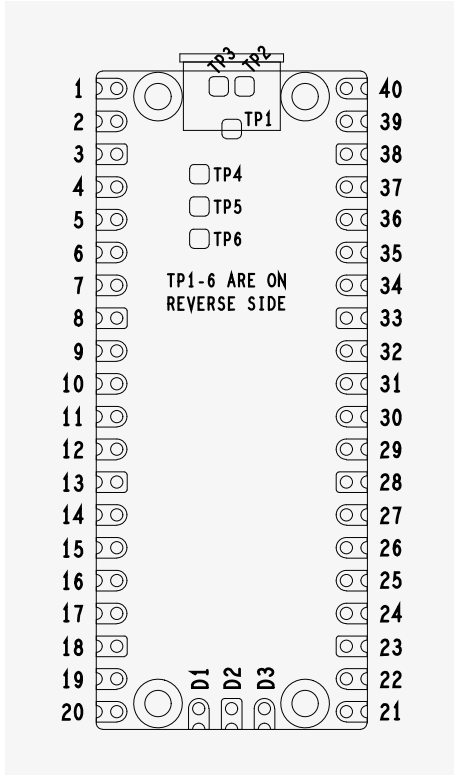 TP3 TP2
1 40
TP1
2 39
3 38
TP4
4 37
TP5
5 36
TP6
6 35
7 34
TP1-6 ARE ON
REVERSE SIDE
8 33
9 32
10 31
11 30
12 29
13 28
14 27
15 26
16 25
17 24
18 23
D1 D2 D3
19 22
20 21